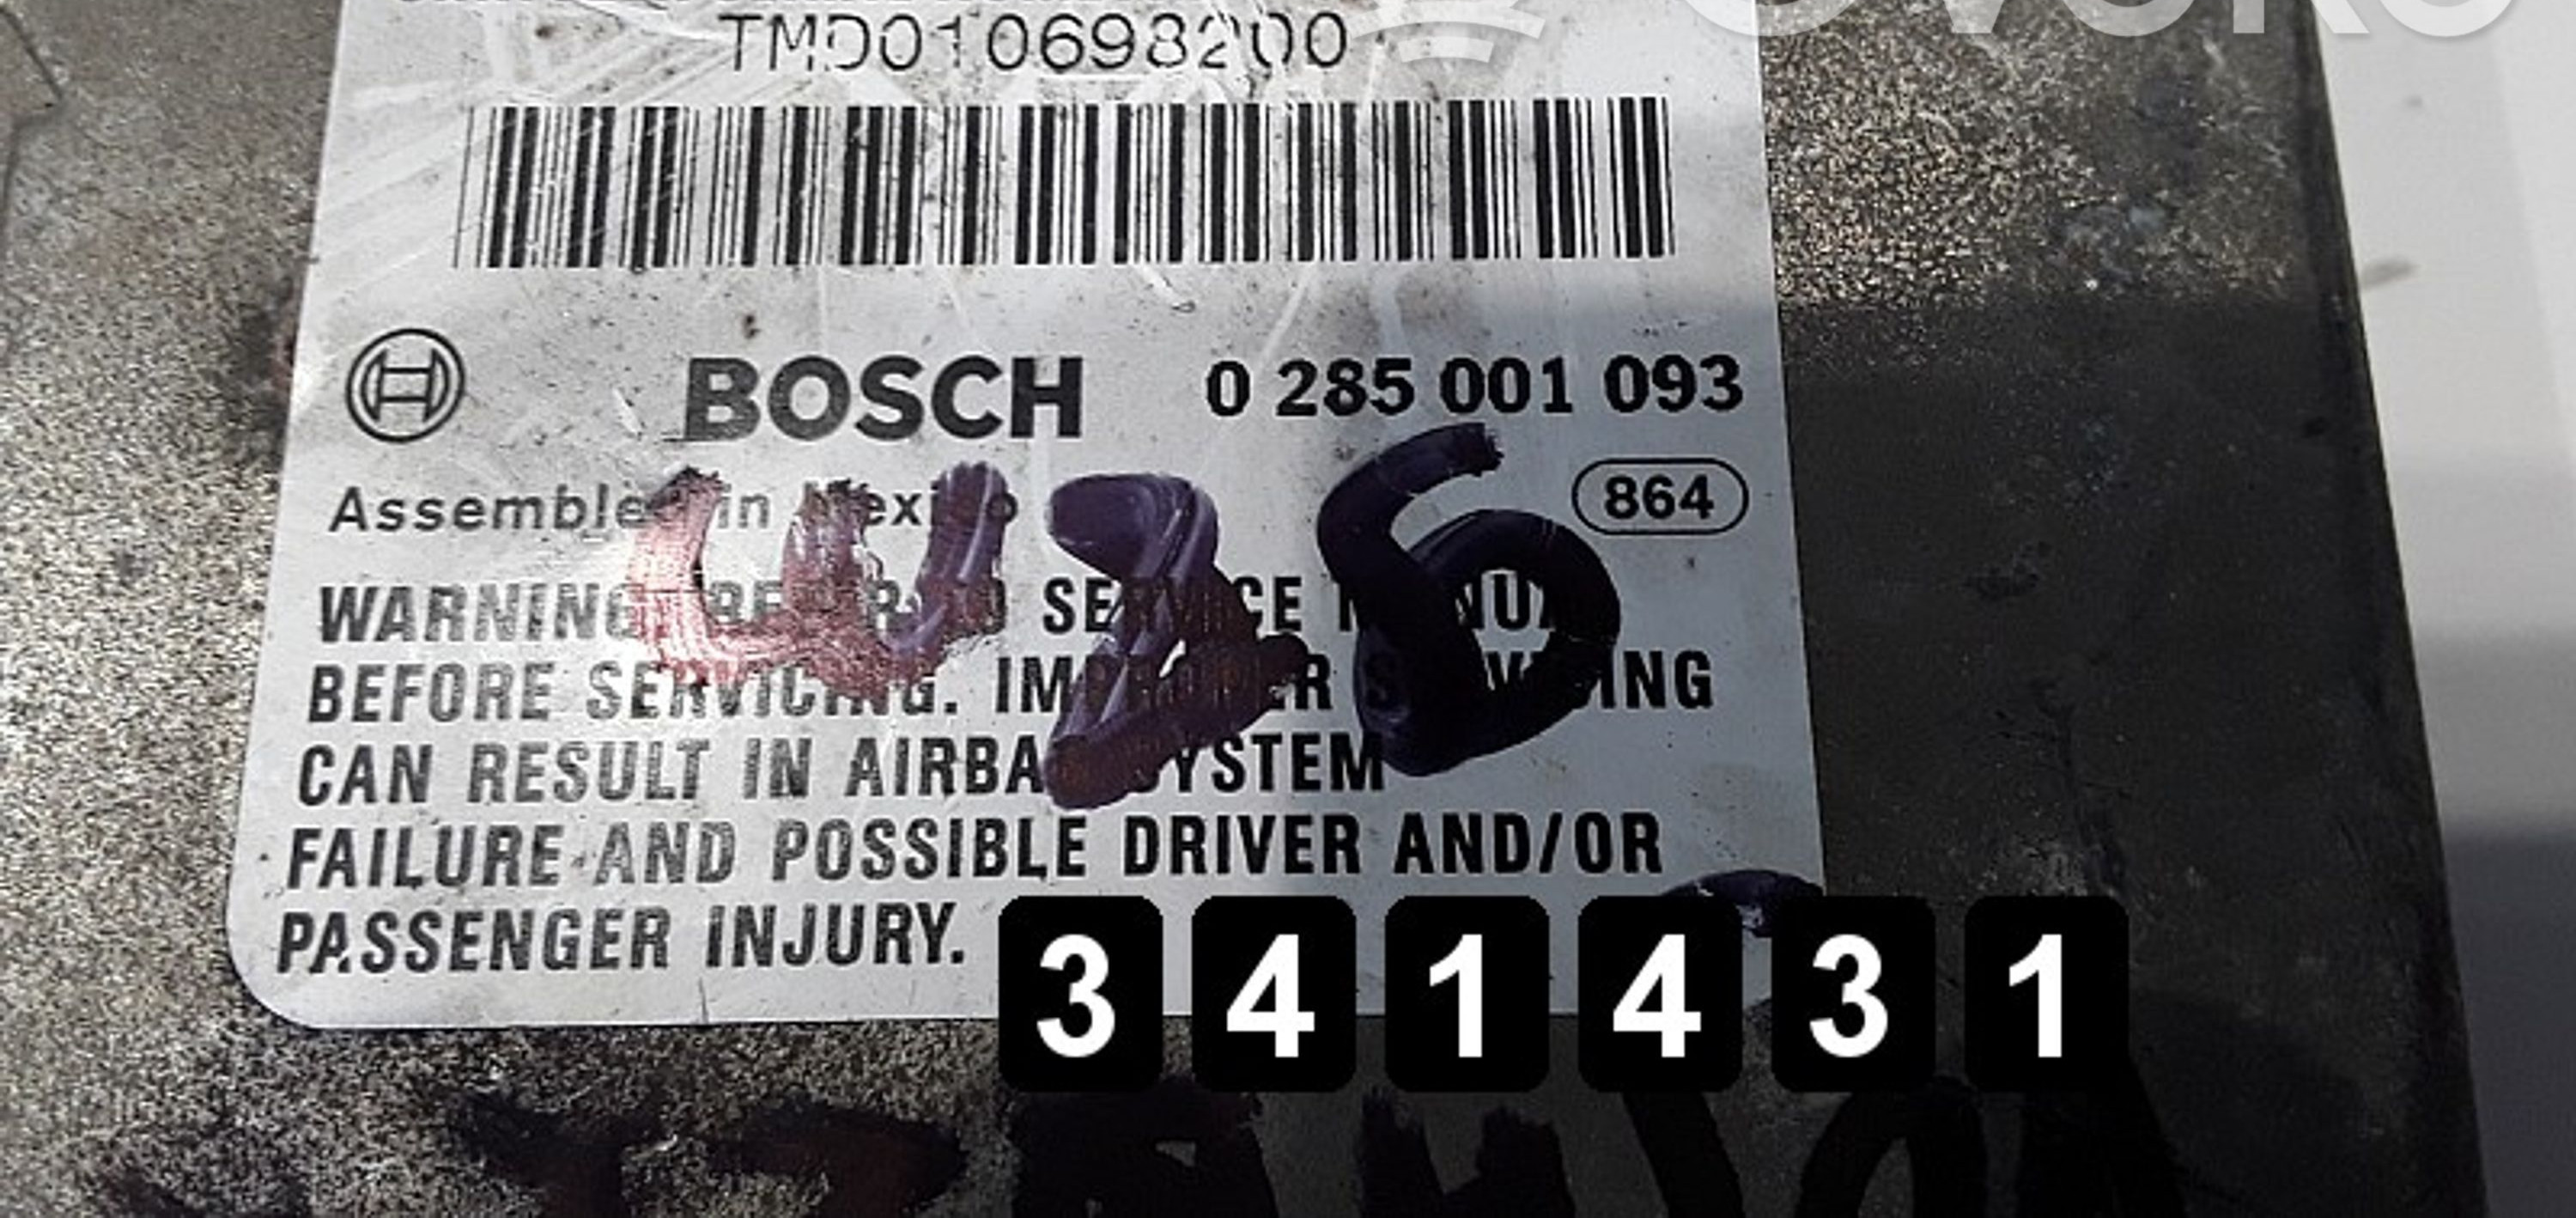 TMD010698200
BOSCH 0 285 001 093
Assembled in Mexico 864
W26
WARNING: REFER TO SERVICE MANUAL
BEFORE SERVICING. IMPROPER SERVICING
CAN RESULT IN AIRBAG SYSTEM
FAILURE AND POSSIBLE DRIVER AND/OR
PASSENGER INJURY.
341431